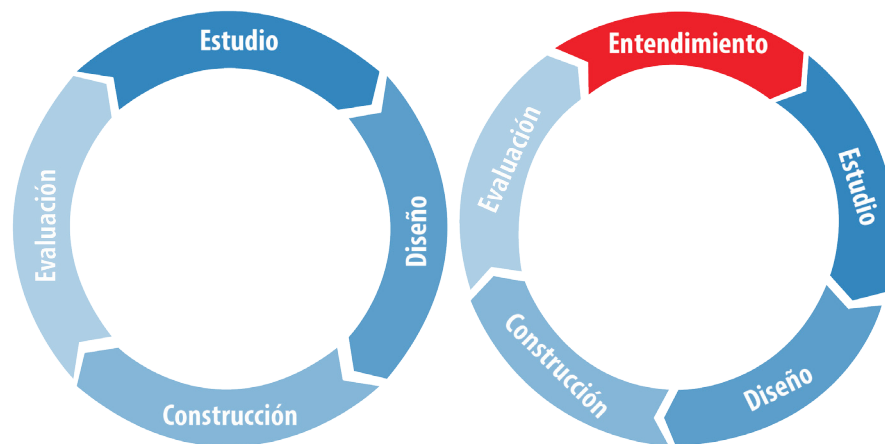 Estudio
Diseño
Construcción
Evaluación
Entendimiento
Estudio
Diseño
Construcción
Evaluación